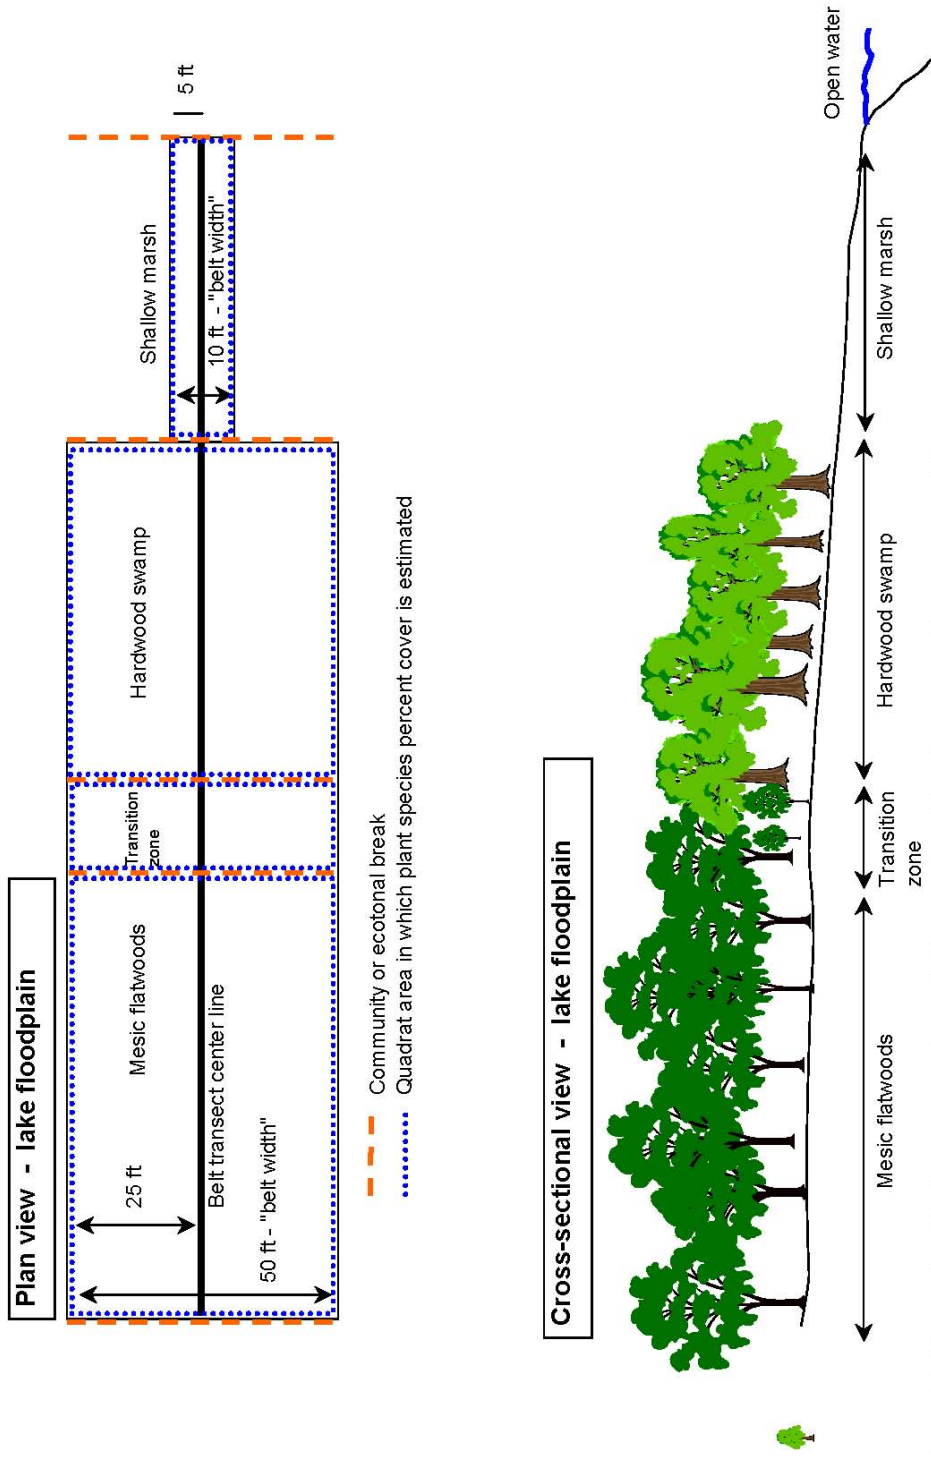 Plan view - lake floodplain
25 ft
Mesic flatwoods
Transition
zone
Hardwood swamp
Shallow marsh
5 ft
Belt transect center line
10 ft - "belt width"
50 ft - "belt width"
Community or ecotonal break
Quadrat area in which plant species percent cover is estimated
Cross-sectional view - lake floodplain
Open water
Mesic flatwoods
Transition
zone
Hardwood swamp
Shallow marsh